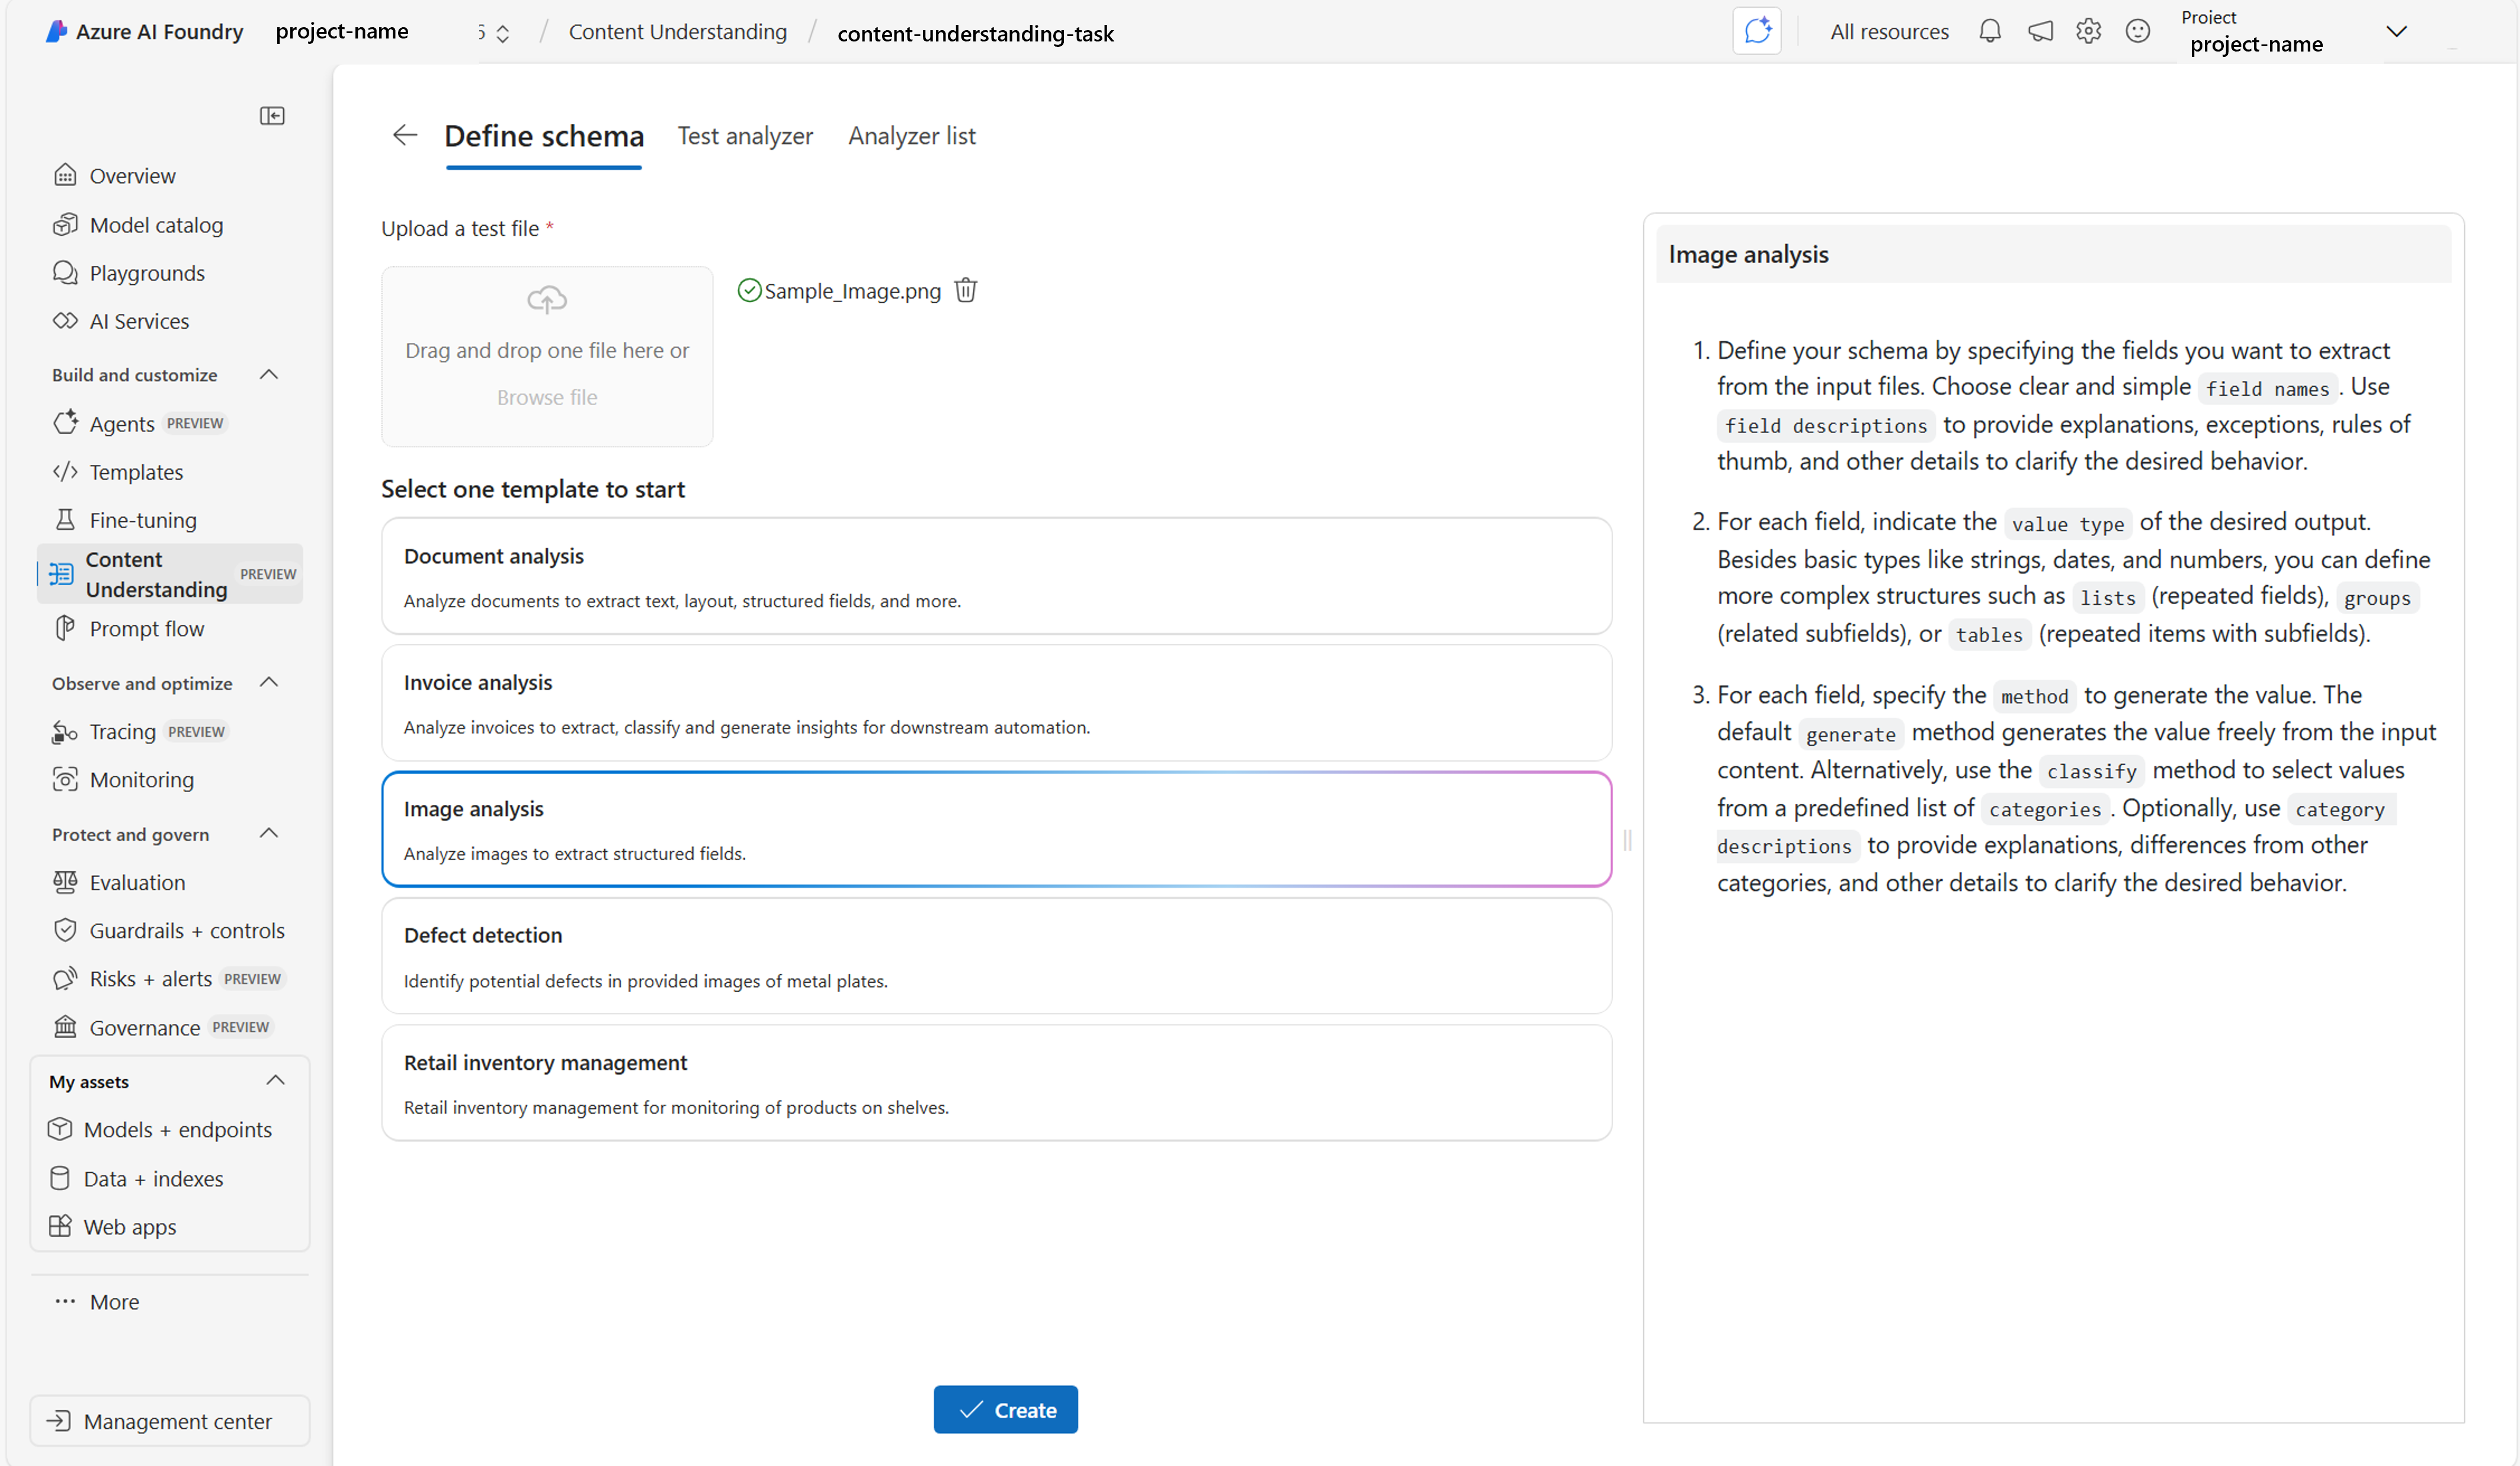 Azure AI Foundry project-name 5 / Content Understanding / content-understanding-task All resources Project
project-name
Define schema Test analyzer Analyzer list
Overview
Model catalog
Playgrounds
AI Services
Build and customize
Agents PREVIEW
Templates
Fine-tuning
Content
Understanding PREVIEW
Prompt flow
Observe and optimize
Tracing PREVIEW
Monitoring
Protect and govern
Evaluation
Guardrails + controls
Risks + alerts PREVIEW
Governance PREVIEW
My assets
Models + endpoints
Data + indexes
Web apps
More
Management center
Upload a test file *
Drag and drop one file here or
Browse file
Sample_Image.png
Select one template to start
Document analysis
Analyze documents to extract text, layout, structured fields, and more.
Invoice analysis
Analyze invoices to extract, classify and generate insights for downstream automation.
Image analysis
Analyze images to extract structured fields.
Defect detection
Identify potential defects in provided images of metal plates.
Retail inventory management
Retail inventory management for monitoring of products on shelves.
Create
Image analysis
1. Define your schema by specifying the fields you want to extract
from the input files. Choose clear and simple field names. Use
field descriptions to provide explanations, exceptions, rules of
thumb, and other details to clarify the desired behavior.
2. For each field, indicate the value type of the desired output.
Besides basic types like strings, dates, and numbers, you can define
more complex structures such as lists (repeated fields), groups
(related subfields), or tables (repeated items with subfields).
3. For each field, specify the method to generate the value. The
default generate method generates the value freely from the input
content. Alternatively, use the classify method to select values
from a predefined list of categories. Optionally, use category
descriptions to provide explanations, differences from other
categories, and other details to clarify the desired behavior.